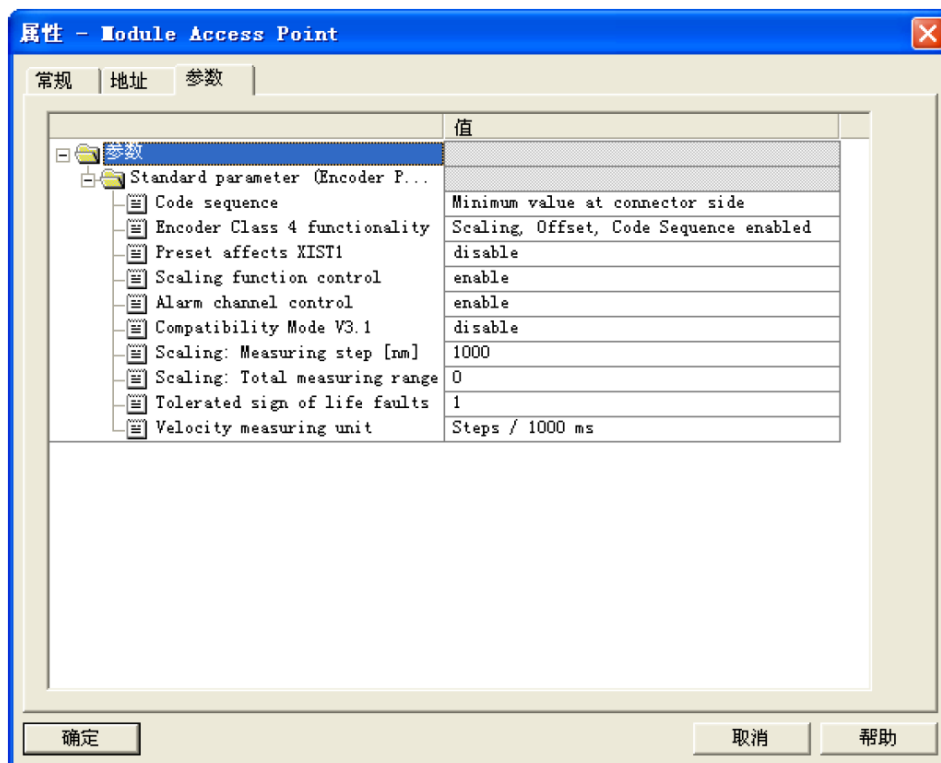 属性 - Module Access Point
常规 地址 参数
值
参数
Standard parameter (Encoder P...
Code sequence Minimum value at connector side
Encoder Class 4 functionality Scaling, Offset, Code Sequence enabled
Preset affects XIST1 disable
Scaling function control enable
Alarm channel control enable
Compatibility Mode V3.1 disable
Scaling: Measuring step [nm] 1000
Scaling: Total measuring range 0
Tolerated sign of life faults 1
Velocity measuring unit Steps / 1000 ms
确定 取消 帮助